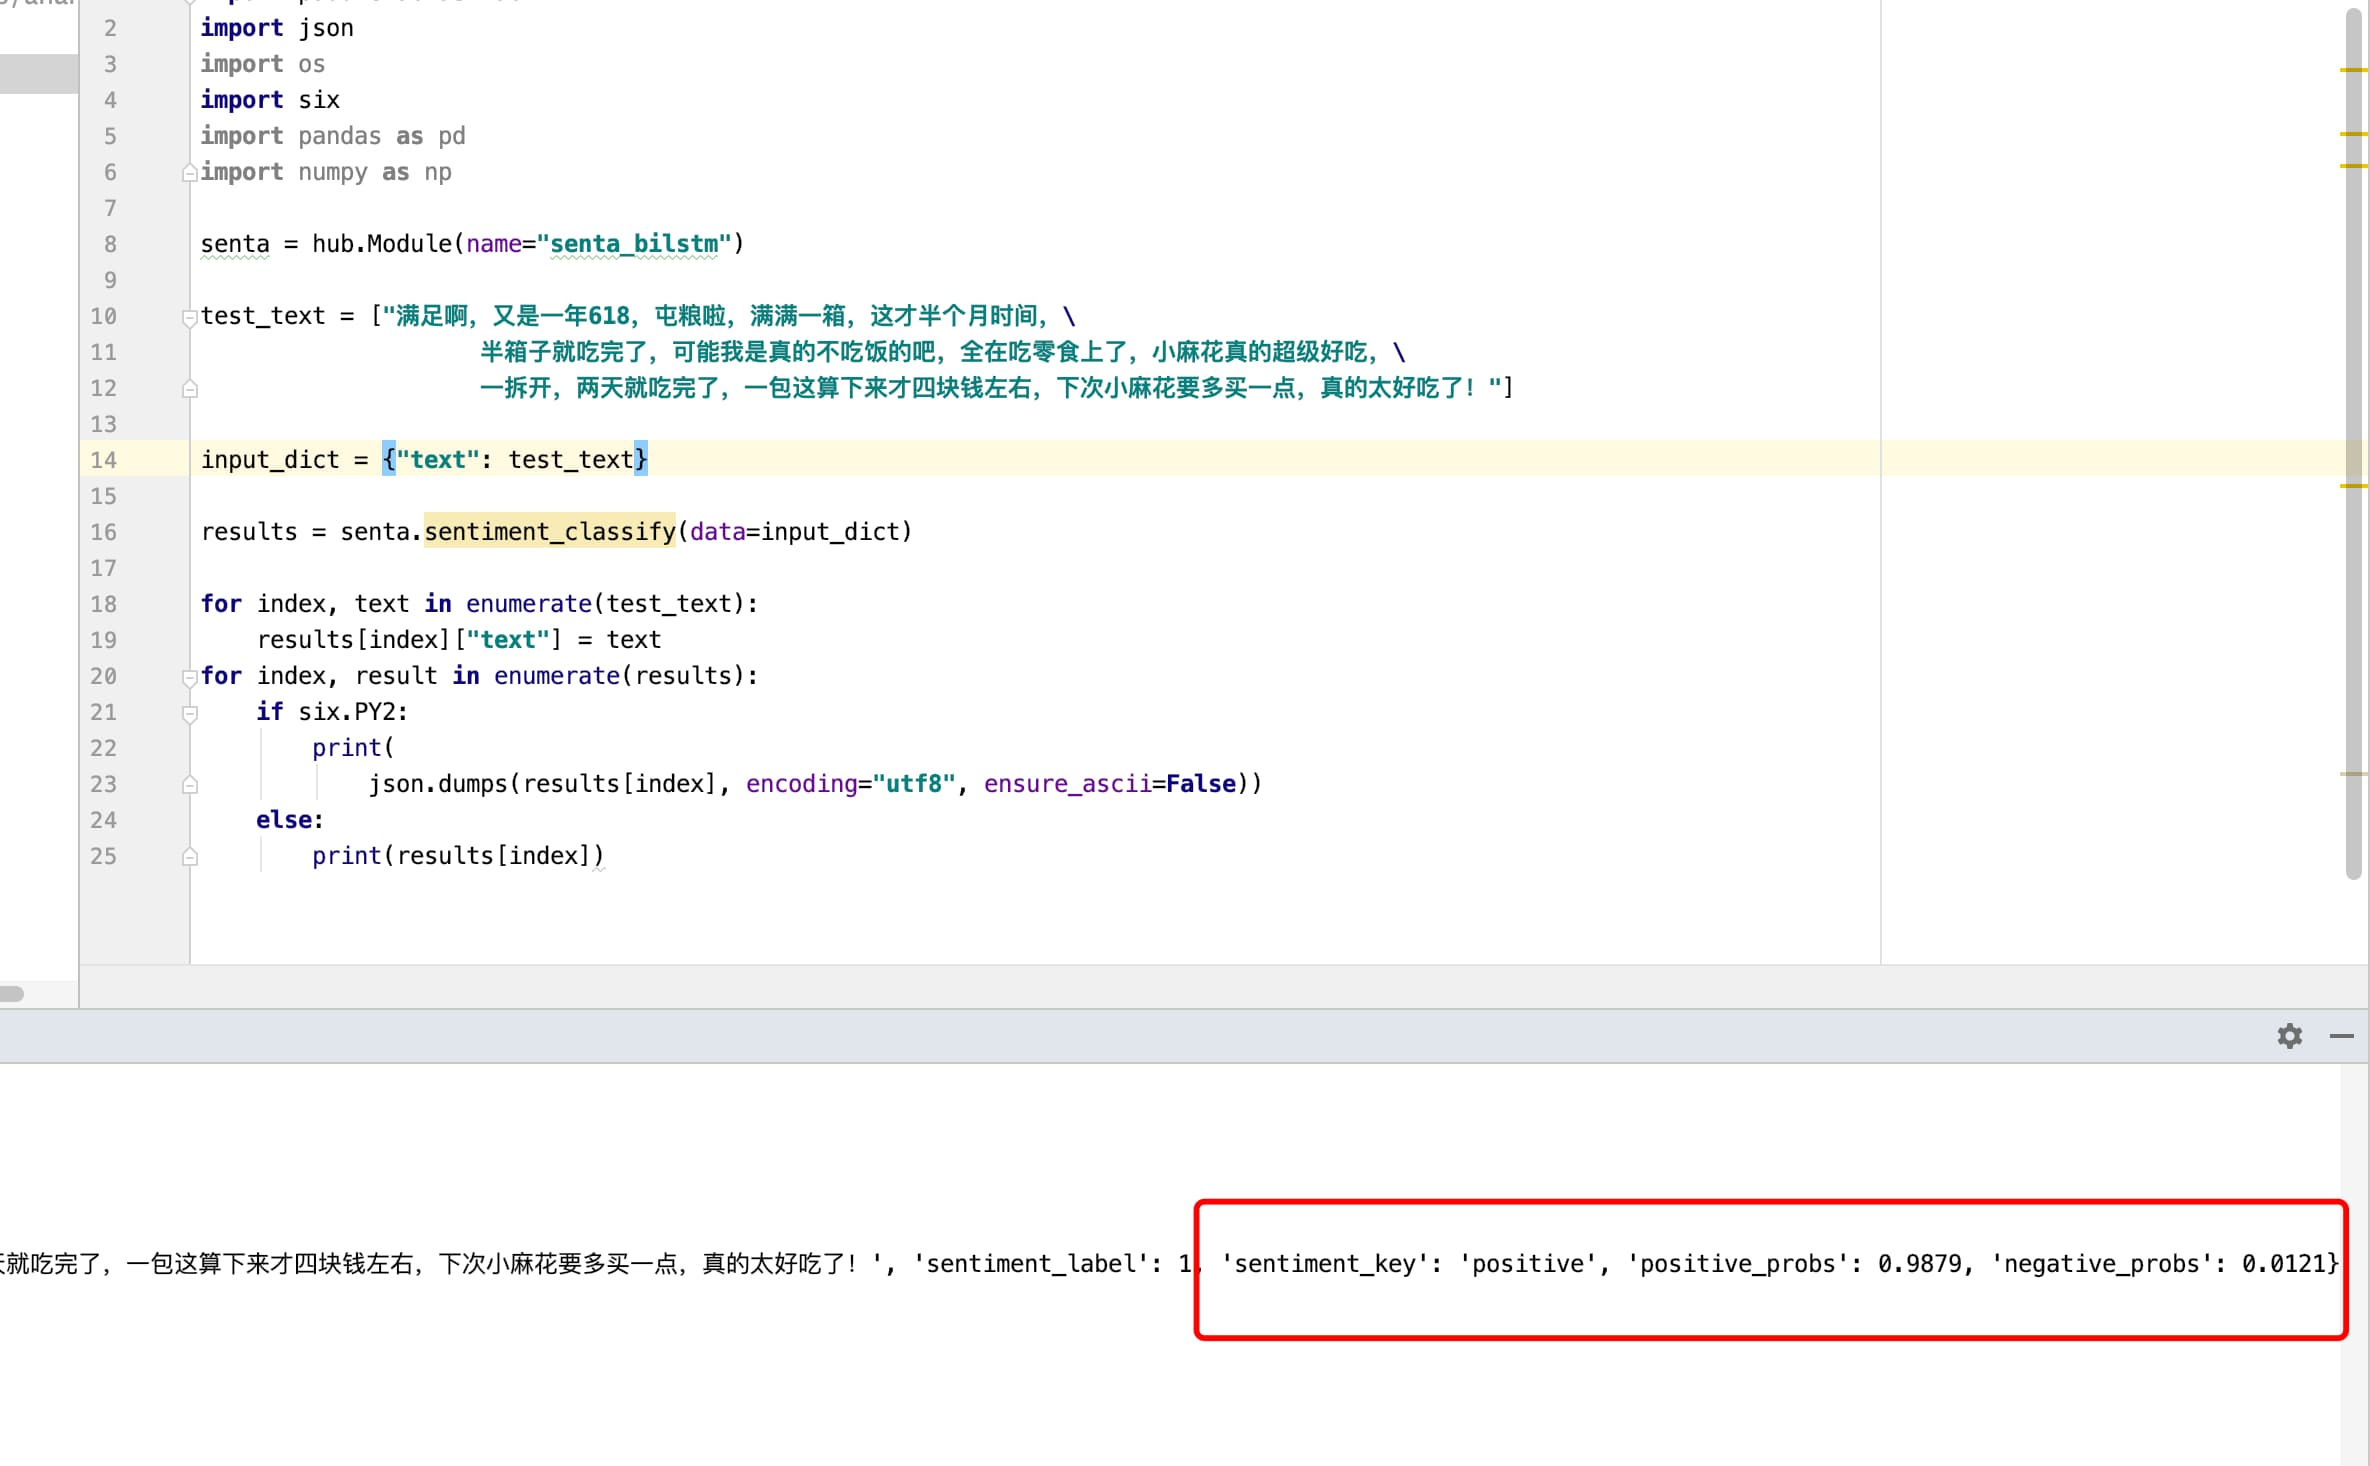 2 import json
3 import os
4 import six
5 import pandas as pd
6 import numpy as np
7
8 senta = hub.Module(name="senta_bilstm")
9
10 test_text = ["满足啊，又是一年618，屯粮啦，满满一箱，这才半个月时间，\
11 半箱子就吃完了，可能我是真的不吃饭的吧，全在吃零食上了，小麻花真的超级好吃，\
12 一拆开，两天就吃完了，一包这算下来才四块钱左右，下次小麻花要多买一点，真的太好吃了！"]
13
14 input_dict = {"text": test_text}
15
16 results = senta.sentiment_classify(data=input_dict)
17
18 for index, text in enumerate(test_text):
19     results[index]["text"] = text
20 for index, result in enumerate(results):
21     if six.PY2:
22         print(
23             json.dumps(results[index], encoding="utf8", ensure_ascii=False))
24     else:
25         print(results[index])
就吃完了，一包这算下来才四块钱左右，下次小麻花要多买一点，真的太好吃了！', 'sentiment_label': 1, 'sentiment_key': 'positive', 'positive_probs': 0.9879, 'negative_probs': 0.0121}